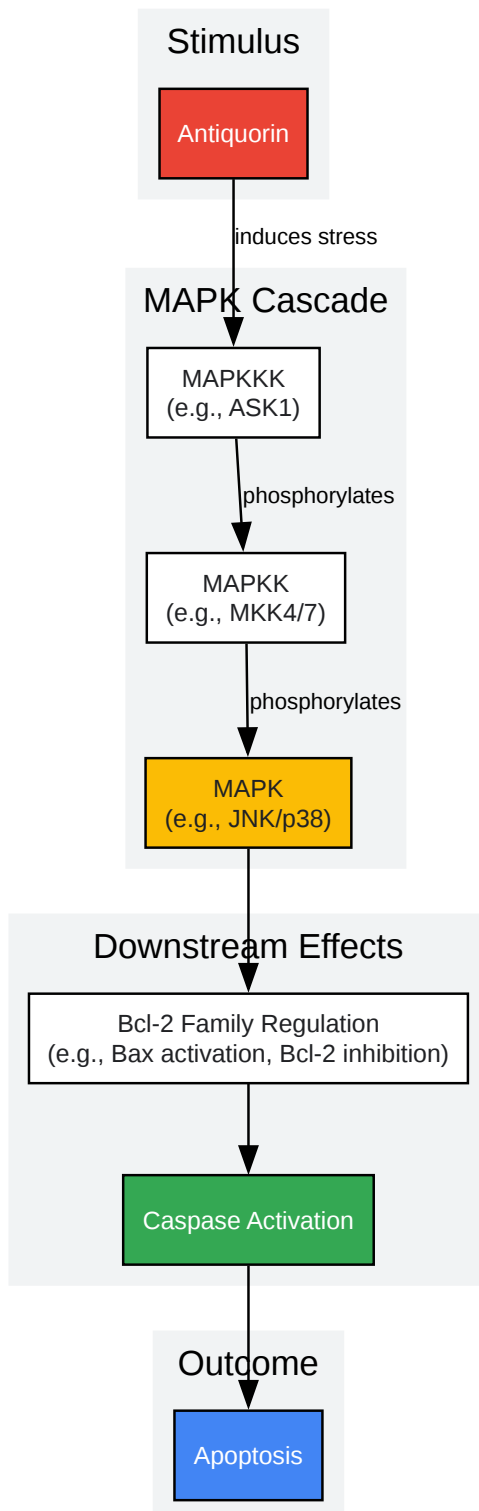 Stimulus
Antiquorin
induces stress
MAPK Cascade
MAPKKK
(e.g., ASK1)
phosphorylates
MAPKK
(e.g., MKK4/7)
phosphorylates
MAPK
(e.g., JNK/p38)
Downstream Effects
Bcl-2 Family Regulation
(e.g., Bax activation, Bcl-2 inhibition)
Caspase Activation
Outcome
Apoptosis